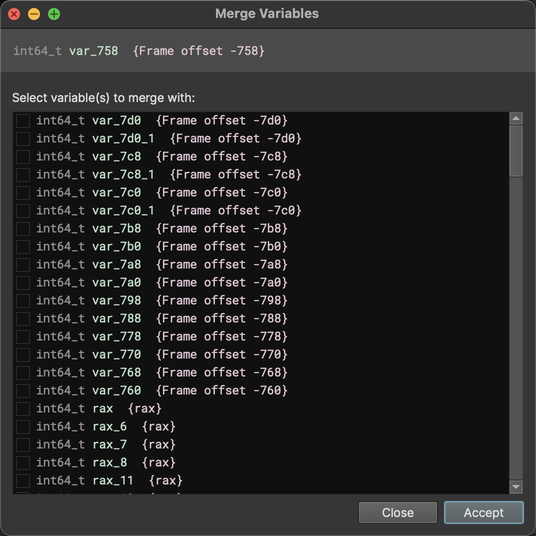 Merge Variables
int64_t var_758 {Frame offset -758}
Select variable(s) to merge with:
int64_t var_7d0 {Frame offset -7d0}
int64_t var_7d0_1 {Frame offset -7d0}
int64_t var_7c8 {Frame offset -7c8}
int64_t var_7c8_1 {Frame offset -7c8}
int64_t var_7c0 {Frame offset -7c0}
int64_t var_7c0_1 {Frame offset -7c0}
int64_t var_7b8 {Frame offset -7b8}
int64_t var_7b0 {Frame offset -7b0}
int64_t var_7a8 {Frame offset -7a8}
int64_t var_7a0 {Frame offset -7a0}
int64_t var_798 {Frame offset -798}
int64_t var_788 {Frame offset -788}
int64_t var_778 {Frame offset -778}
int64_t var_770 {Frame offset -770}
int64_t var_768 {Frame offset -768}
int64_t var_760 {Frame offset -760}
int64_t rax {rax}
int64_t rax_6 {rax}
int64_t rax_7 {rax}
int64_t rax_8 {rax}
int64_t rax_11 {rax}
Close Accept